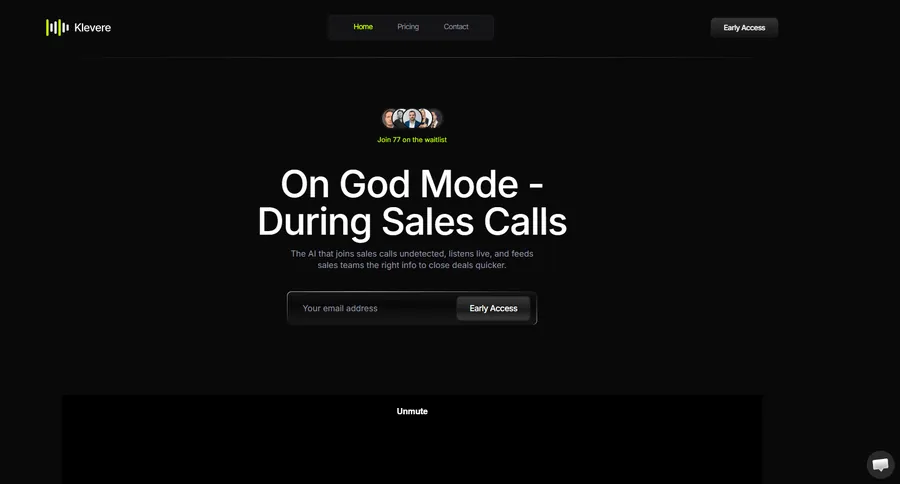 Klevere
Home
Pricing
Contact
Early Access
Join 77 on the waitlist
On God Mode -
During Sales Calls
The AI that joins sales calls undetected, listens live, and feeds
sales teams the right info to close deals quicker.
Your email address
Early Access
Unmute